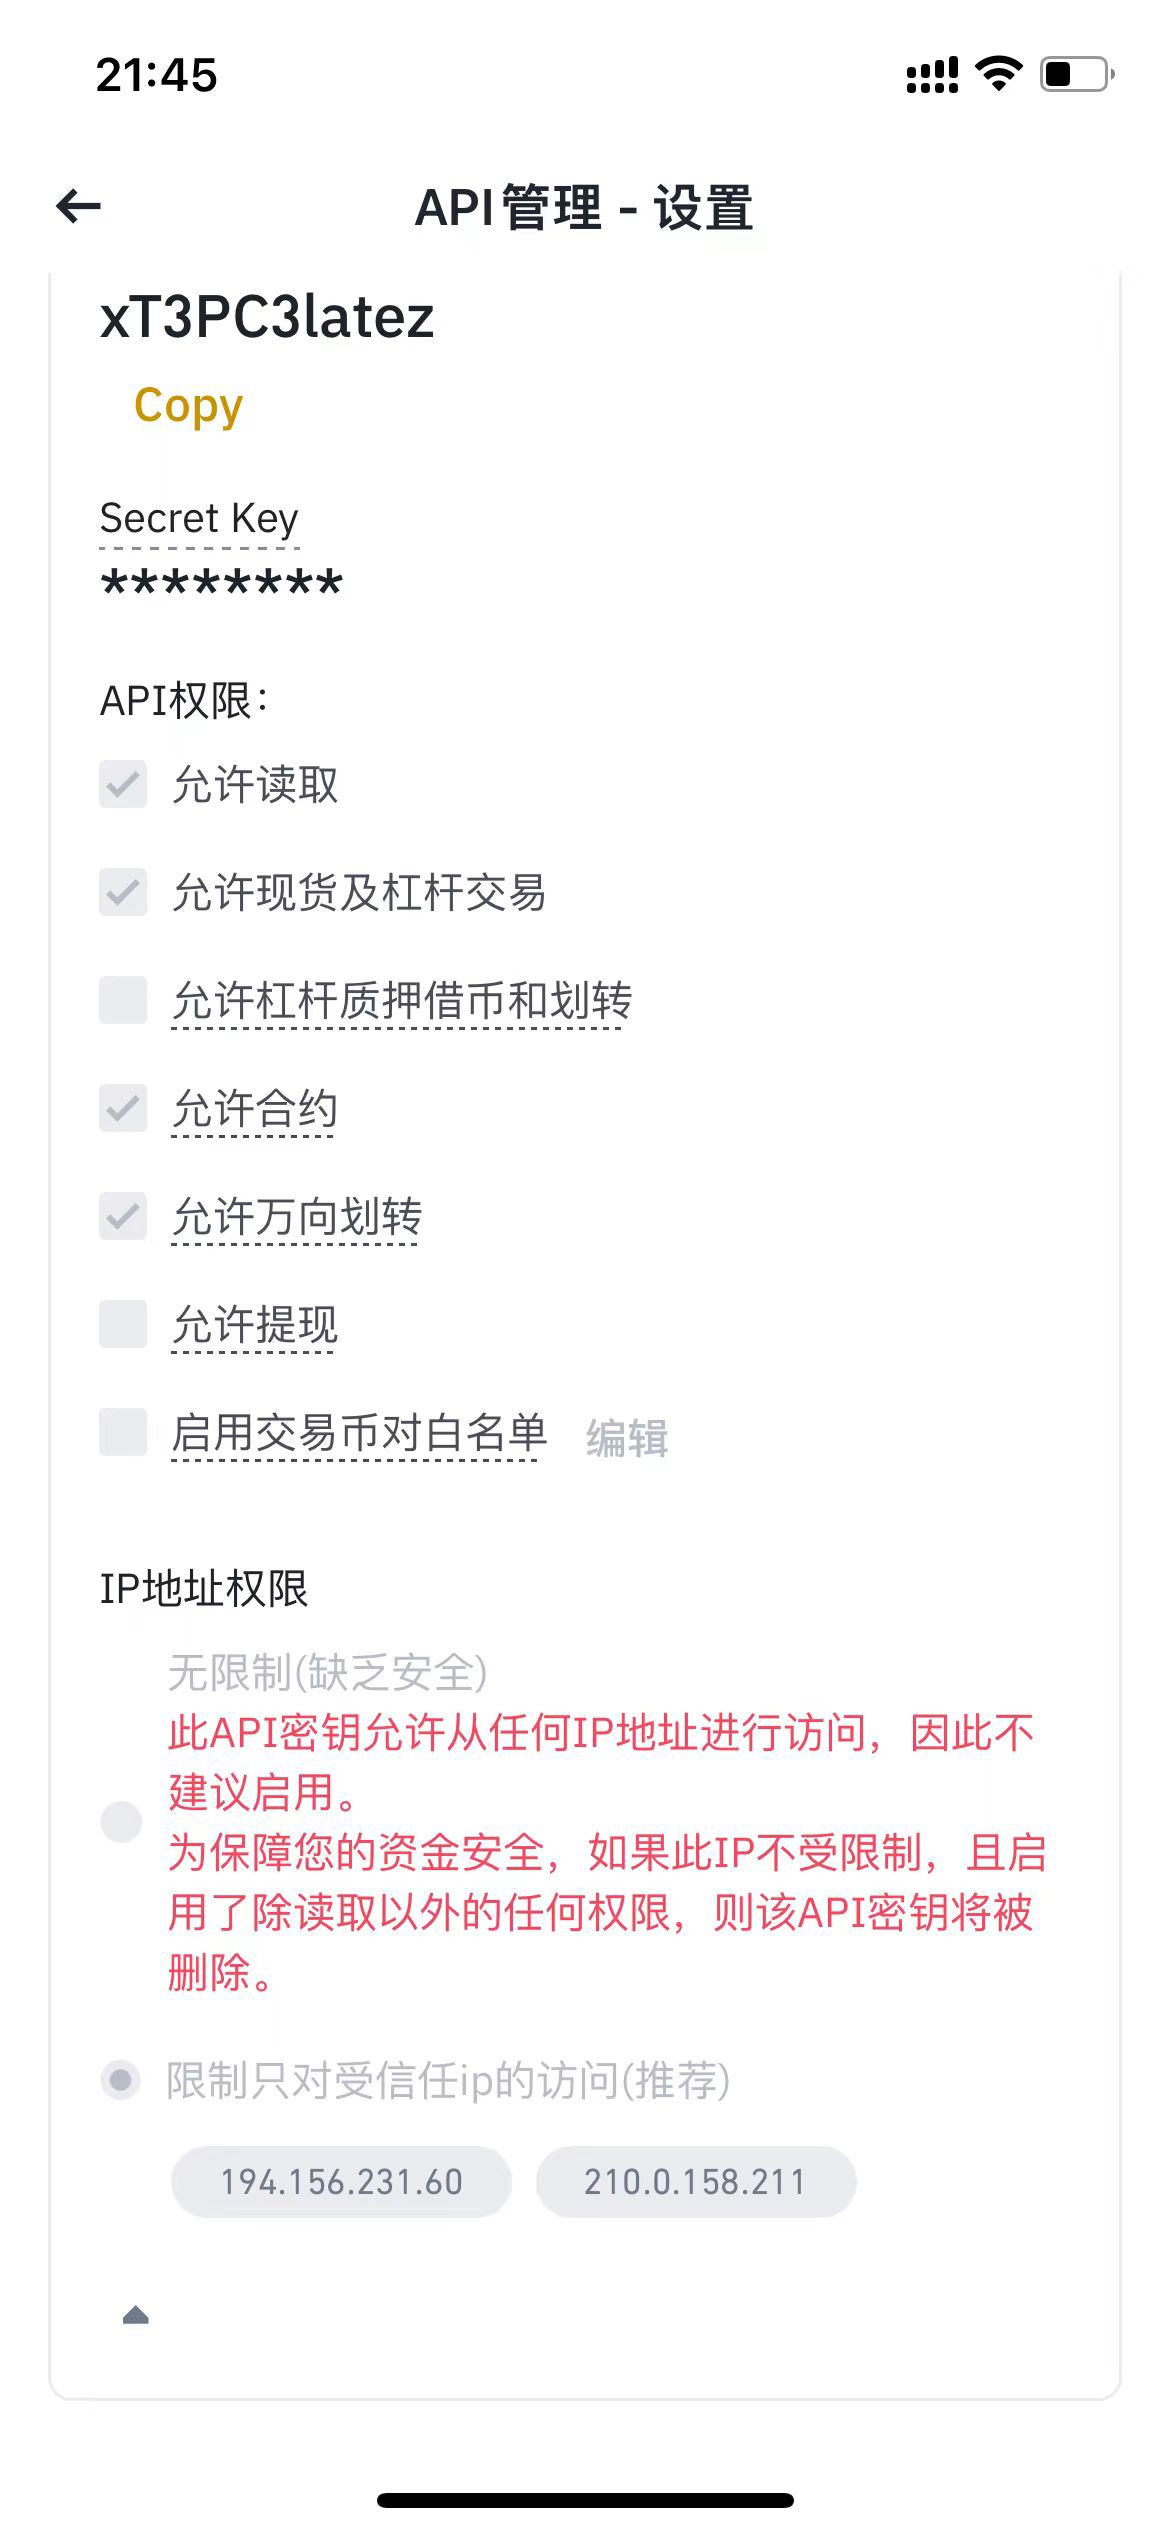 21:45
API管理 - 设置
xT3PC3latez
Copy
Secret Key
********
API权限：
允许读取
允许现货及杠杆交易
允许杠杆质押借币和划转
允许合约
允许万向划转
允许提现
启用交易币对白名单 编辑
IP地址权限
无限制(缺乏安全)
此API密钥允许从任何IP地址进行访问，因此不
建议启用。
为保障您的资金安全，如果此IP不受限制，且启
用了除读取以外的任何权限，则该API密钥将被
删除。
限制只对受信任ip的访问(推荐)
194.156.231.60 210.0.158.211